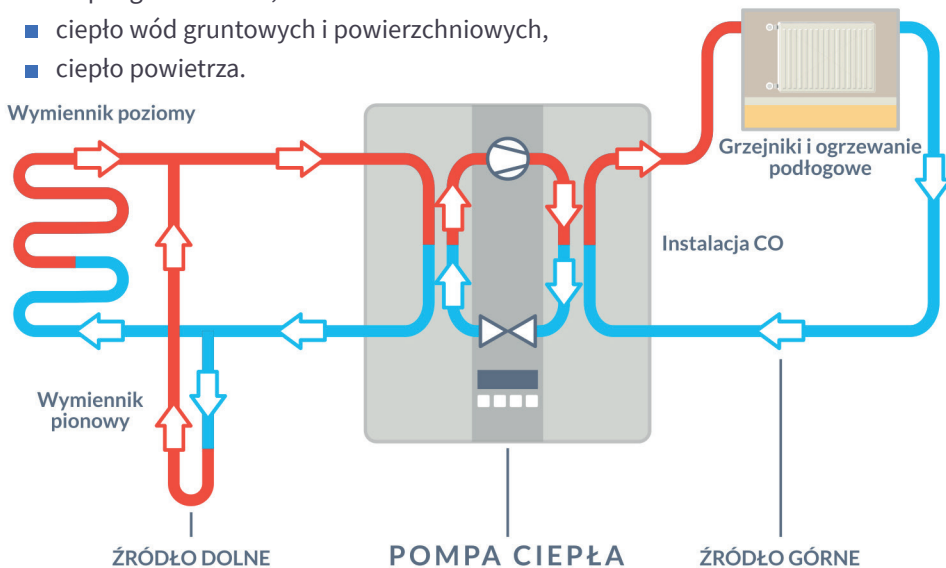 ciepło wód gruntowych i powierzchniowych,
ciepło powietrza.
Wymiennik poziomy
Grzejniki i ogrzewanie
podłogowe
Instalacja CO
Wymiennik
pionowy
ŹRÓDŁO DOLNE
POMPA CIEPŁA
ŹRÓDŁO GÓRNE